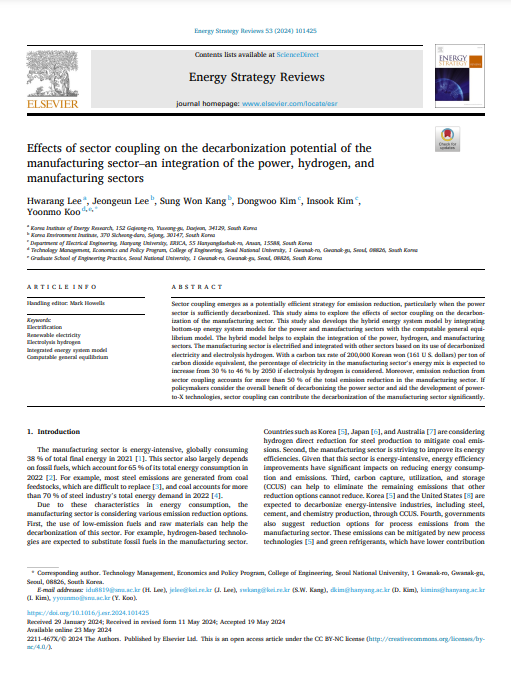 Energy Strategy Reviews 53 (2024) 101425
Contents lists available at ScienceDirect
Energy Strategy Reviews
journal homepage: www.elsevier.com/locate/esr
ELSEVIER
ENERGY
STRATEGY
Check for
updates
Effects of sector coupling on the decarbonization potential of the
manufacturing sector–an integration of the power, hydrogen, and
manufacturing sectors
Hwarang Lee a, Jeongeun Lee b, Sung Won Kang b, Dongwoo Kim c, Insook Kim c,
Yoonmo Koo d,e,*
a Korea Institute of Energy Research, 152 Gajeong-ro, Yuseong-gu, Daejeon, 34129, South Korea
b Korea Environment Institute, 370 Sicheong-daro, Sejong, 30147, South Korea
c Department of Electrical Engineering, Hanyang University, ERICA, 55 Hanyangdaehak-ro, Ansan, 15588, South Korea
d Technology Management, Economics and Policy Program, College of Engineering, Seoul National University, 1 Gwanak-ro, Gwanak-gu, Seoul, 08826, South Korea
e Graduate School of Engineering Practice, Seoul National University, 1 Gwanak-ro, Gwanak-gu, Seoul, 08826, South Korea
ARTICLE INFO
Handling editor: Mark Howells
Keywords:
Electrification
Renewable electricity
Electrolysis hydrogen
Integrated energy system model
Computable general equilibrium
ABSTRACT
Sector coupling emerges as a potentially efficient strategy for emission reduction, particularly when the power
sector is sufficiently decarbonized. This study aims to explore the effects of sector coupling on the decarbon-
ization of the manufacturing sector. This study also develops the hybrid energy system model by integrating
bottom-up energy system models for the power and manufacturing sectors with the computable general equi-
librium model. The hybrid model helps to explain the integration of the power, hydrogen, and manufacturing
sectors. The manufacturing sector is electrified and integrated with other sectors based on its use of decarbonized
electricity and electrolysis hydrogen. With a carbon tax rate of 200,000 Korean won (161 U.S. dollars) per ton of
carbon dioxide equivalent, the percentage of electricity in the manufacturing sector's energy mix is expected to
increase from 30 % to 46 % by 2050 if electrolysis hydrogen is considered. Moreover, emission reduction from
sector coupling accounts for more than 50 % of the total emission reduction in the manufacturing sector. If
policymakers consider the overall benefit of decarbonizing the power sector and aid the development of power-
to-X technologies, sector coupling can contribute the decarbonization of the manufacturing sector significantly.
1. Introduction
The manufacturing sector is energy-intensive, globally consuming
38 % of total final energy in 2021 [1]. This sector also largely depends
on fossil fuels, which account for 65 % of its total energy consumption in
2022 [2]. For example, most steel emissions are generated from coal
feedstocks, which are difficult to replace [3], and coal accounts for more
than 70 % of steel industry's total energy demand in 2022 [4].
Due to these characteristics in energy consumption, the
manufacturing sector is considering various emission reduction options.
First, the use of low-emission fuels and raw materials can help the
decarbonization of this sector. For example, hydrogen-based technolo-
gies are expected to substitute fossil fuels in the manufacturing sector.
Countries such as Korea [5], Japan [6], and Australia [7] are considering
hydrogen direct reduction for steel production to mitigate coal emis-
sions. Second, the manufacturing sector is striving to improve its energy
efficiencies. Given that this sector is energy-intensive, energy efficiency
improvements have significant impacts on reducing energy consump-
tion and emissions. Third, carbon capture, utilization, and storage
(CCUS) can help to eliminate the remaining emissions that other
reduction options cannot reduce. Korea [5] and the United States [8] are
expected to decarbonize energy-intensive industries, including steel,
cement, and chemistry production, through CCUS. Fourth, governments
also suggest reduction options for process emissions from the
manufacturing sector. These emissions can be mitigated by new process
technologies [5] and green refrigerants, which have lower contribution
* Corresponding author. Technology Management, Economics and Policy Program, College of Engineering, Seoul National University, 1 Gwanak-ro, Gwanak-gu,
Seoul, 08826, South Korea.
E-mail addresses: idu8819@snu.ac.kr (H. Lee), jelee@kei.re.kr (J. Lee), swkang@kei.re.kr (S.W. Kang), dkim@hanyang.ac.kr (D. Kim), kimim@hanyang.ac.kr
(I. Kim), yyoonmo@snu.ac.kr (Y. Koo).
https://doi.org/10.1016/j.esr.2024.101425
Received 29 January 2024; Received in revised form 11 May 2024; Accepted 19 May 2024
Available online 23 May 2024
2211-467X/© 2024 The Authors. Published by Elsevier Ltd. This is an open access article under the CC BY-NC license (http://creativecommons.org/licenses/by-
nc/4.0/).